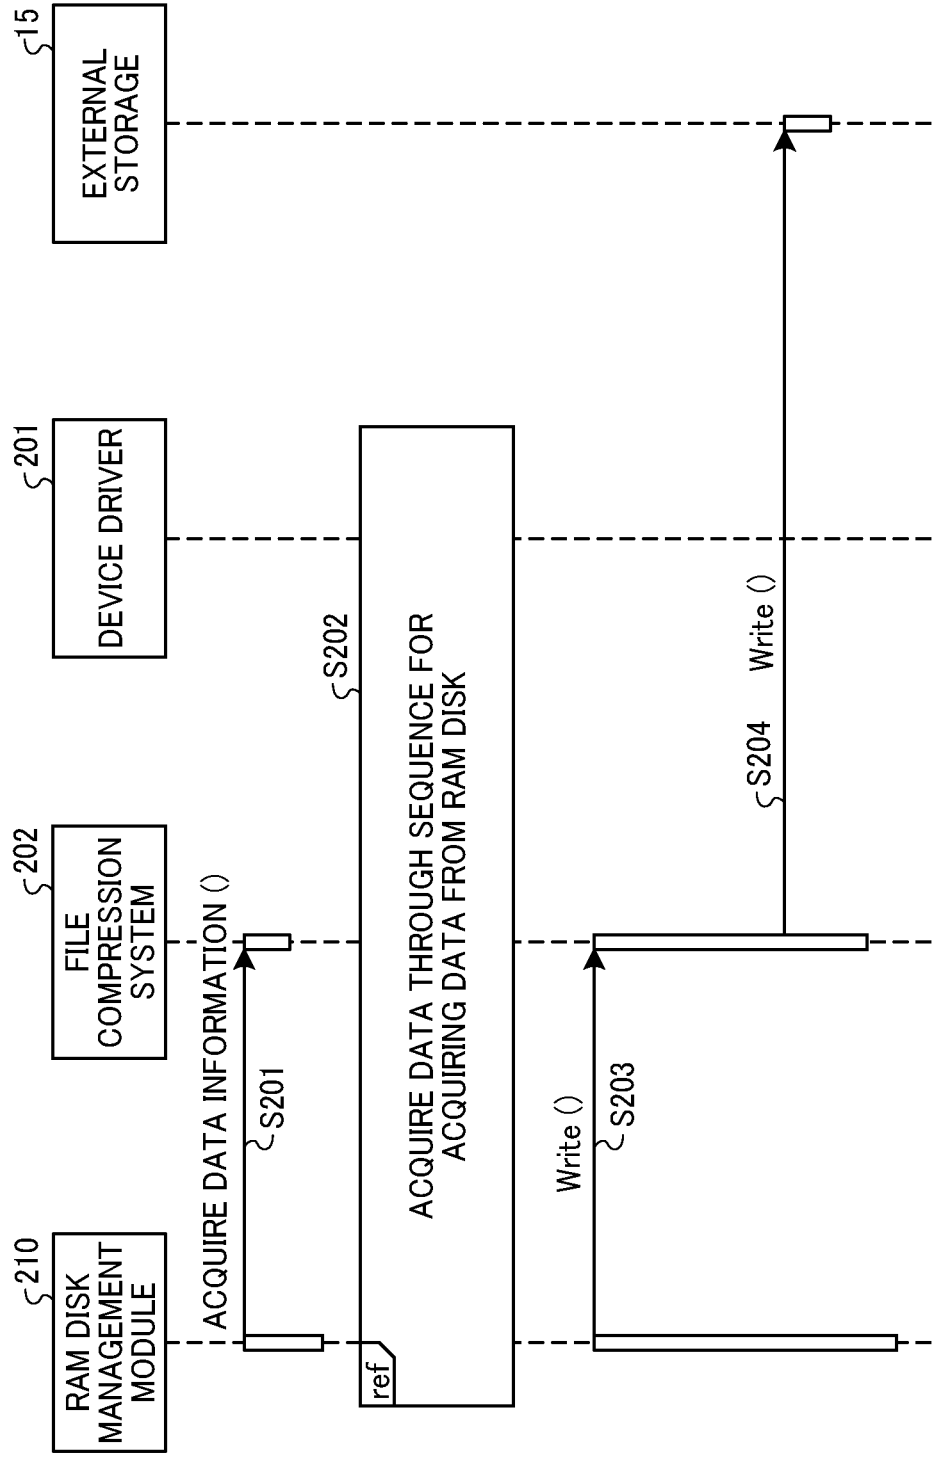 210
RAM DISK
MANAGEMENT
MODULE
202
FILE
COMPRESSION
SYSTEM
201
DEVICE DRIVER
15
EXTERNAL
STORAGE
ACQUIRE DATA INFORMATION ()
S201
S202
ref
ACQUIRE DATA THROUGH SEQUENCE FOR
ACQUIRING DATA FROM RAM DISK
Write ()
S203
Write ()
S204